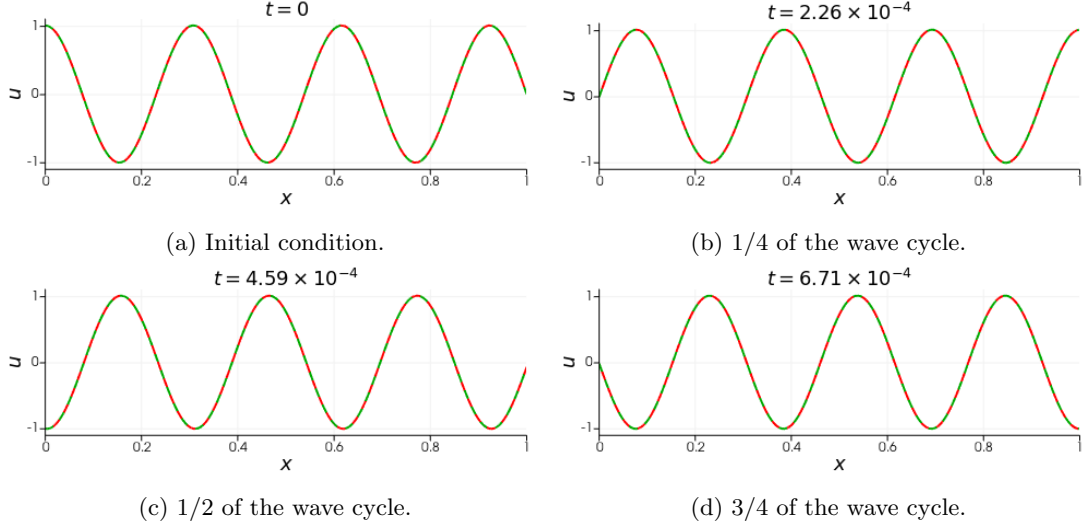 t = 0
u
1
0
-1
0
0.2
0.4
0.6
0.8
1
x
(a) Initial condition.
t = 2.26 × 10⁻⁴
u
1
0
-1
0
0.2
0.4
0.6
0.8
1
x
(b) 1/4 of the wave cycle.
t = 4.59 × 10⁻⁴
u
1
0
-1
0
0.2
0.4
0.6
0.8
1
x
(c) 1/2 of the wave cycle.
t = 6.71 × 10⁻⁴
u
1
0
-1
0
0.2
0.4
0.6
0.8
1
x
(d) 3/4 of the wave cycle.